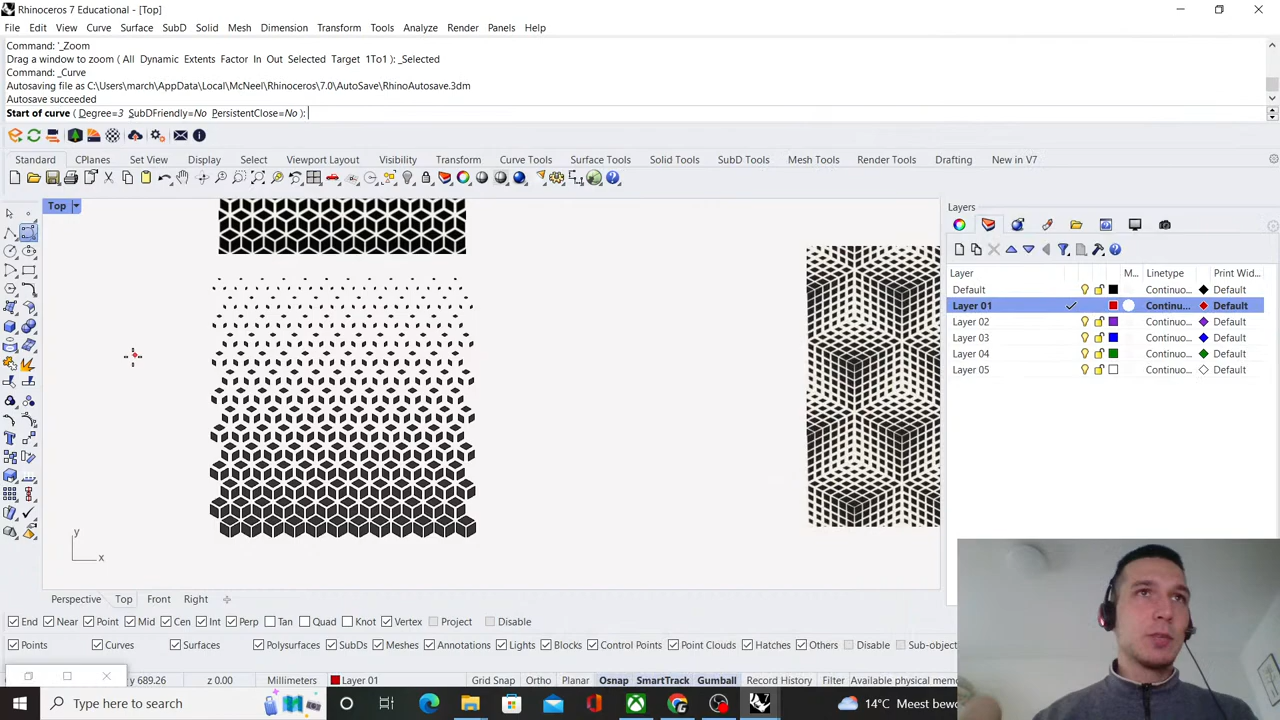 Rhinoceros 7 Educational - [Top]
File Edit View Curve Surface SubD Solid Mesh Dimension Transform Tools Analyze Render Panels Help
Command: '_Zoom
Drag a window to zoom ( All Dynamic Extents Factor In Out Selected Target 1To1 ): _Selected
Command: _Curve
Autosaving file as C:\Users\march\AppData\Local\McNeel\Rhinoceros\7.0\AutoSave\RhinoAutosave.3dm
Autosave succeeded
Start of curve ( Degree=3 SubDFriendly=No PersistentClose=No ):
Standard CPlanes Set View Display Select Viewport Layout Visibility Transform Curve Tools Surface Tools Solid Tools SubD Tools Mesh Tools Render Tools Drafting New in V7
Top
Layers
Layer M... Linetype Print Wid...
Default Continuo... Default
Layer 01 Continu... Default
Layer 02 Continuo... Default
Layer 03 Continuo... Default
Layer 04 Continuo... Default
Layer 05 Continuo... Default
y
x
Perspective Top Front Right
End Near Point Mid Cen Int Perp Tan Quad Knot Vertex Project Disable
Points Curves Surfaces Polysurfaces SubDs Meshes Annotations Lights Blocks Control Points Point Clouds Hatches Others Disable Sub-object
y 689.26 z 0.00 Millimeters Layer 01 Grid Snap Ortho Planar Osnap SmartTrack Gumball Record History Filter Available physical mem
Type here to search 14°C Meest bewo